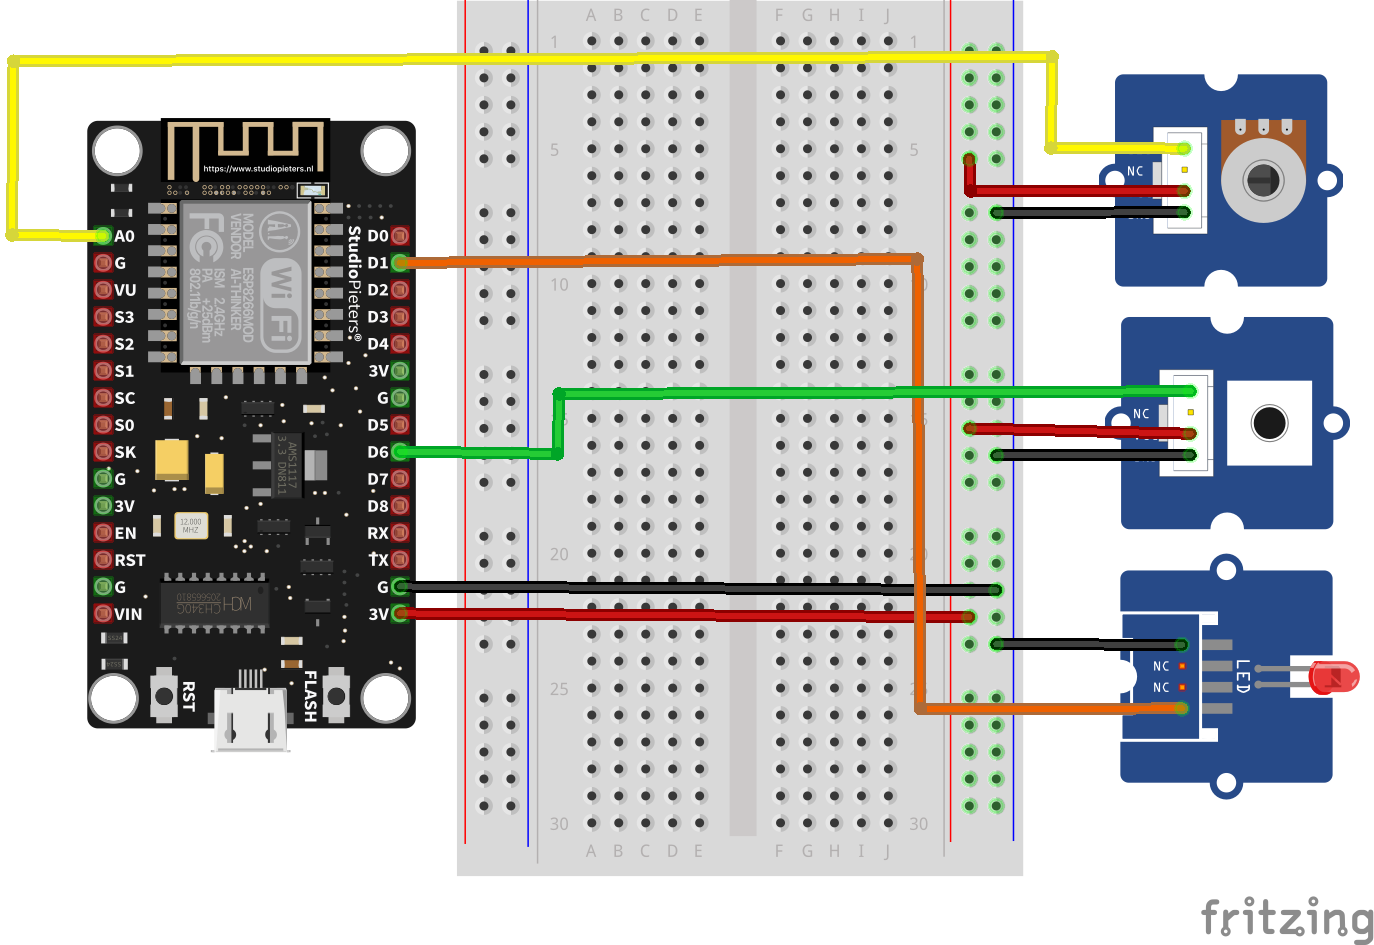 A B C D E F G H I J
1 1
5 5
10
15
20 20
25 25
30 30
A B C D E F G H I J
https://www.studiopieters.nl
MODEL ESP8266MOD
VENDOR AI-THINKER
ISM 2.4GHz
PA +25dBm
802.11b/g/n
FC
Ai
Wi Fi
StudioPieters®
A0
G
VU
S3
S2
S1
SC
S0
SK
G
3V
EN
RST
G
VIN
D0
D1
D2
D3
D4
3V
G
D5
D6
D7
D8
RX
TX
G
3V
AMS1117
3.3 DN811
12.000
MHZ
WCH
CH340G
205665810
RST
FLASH
NC
NC
NC
NC
LED
fritzing